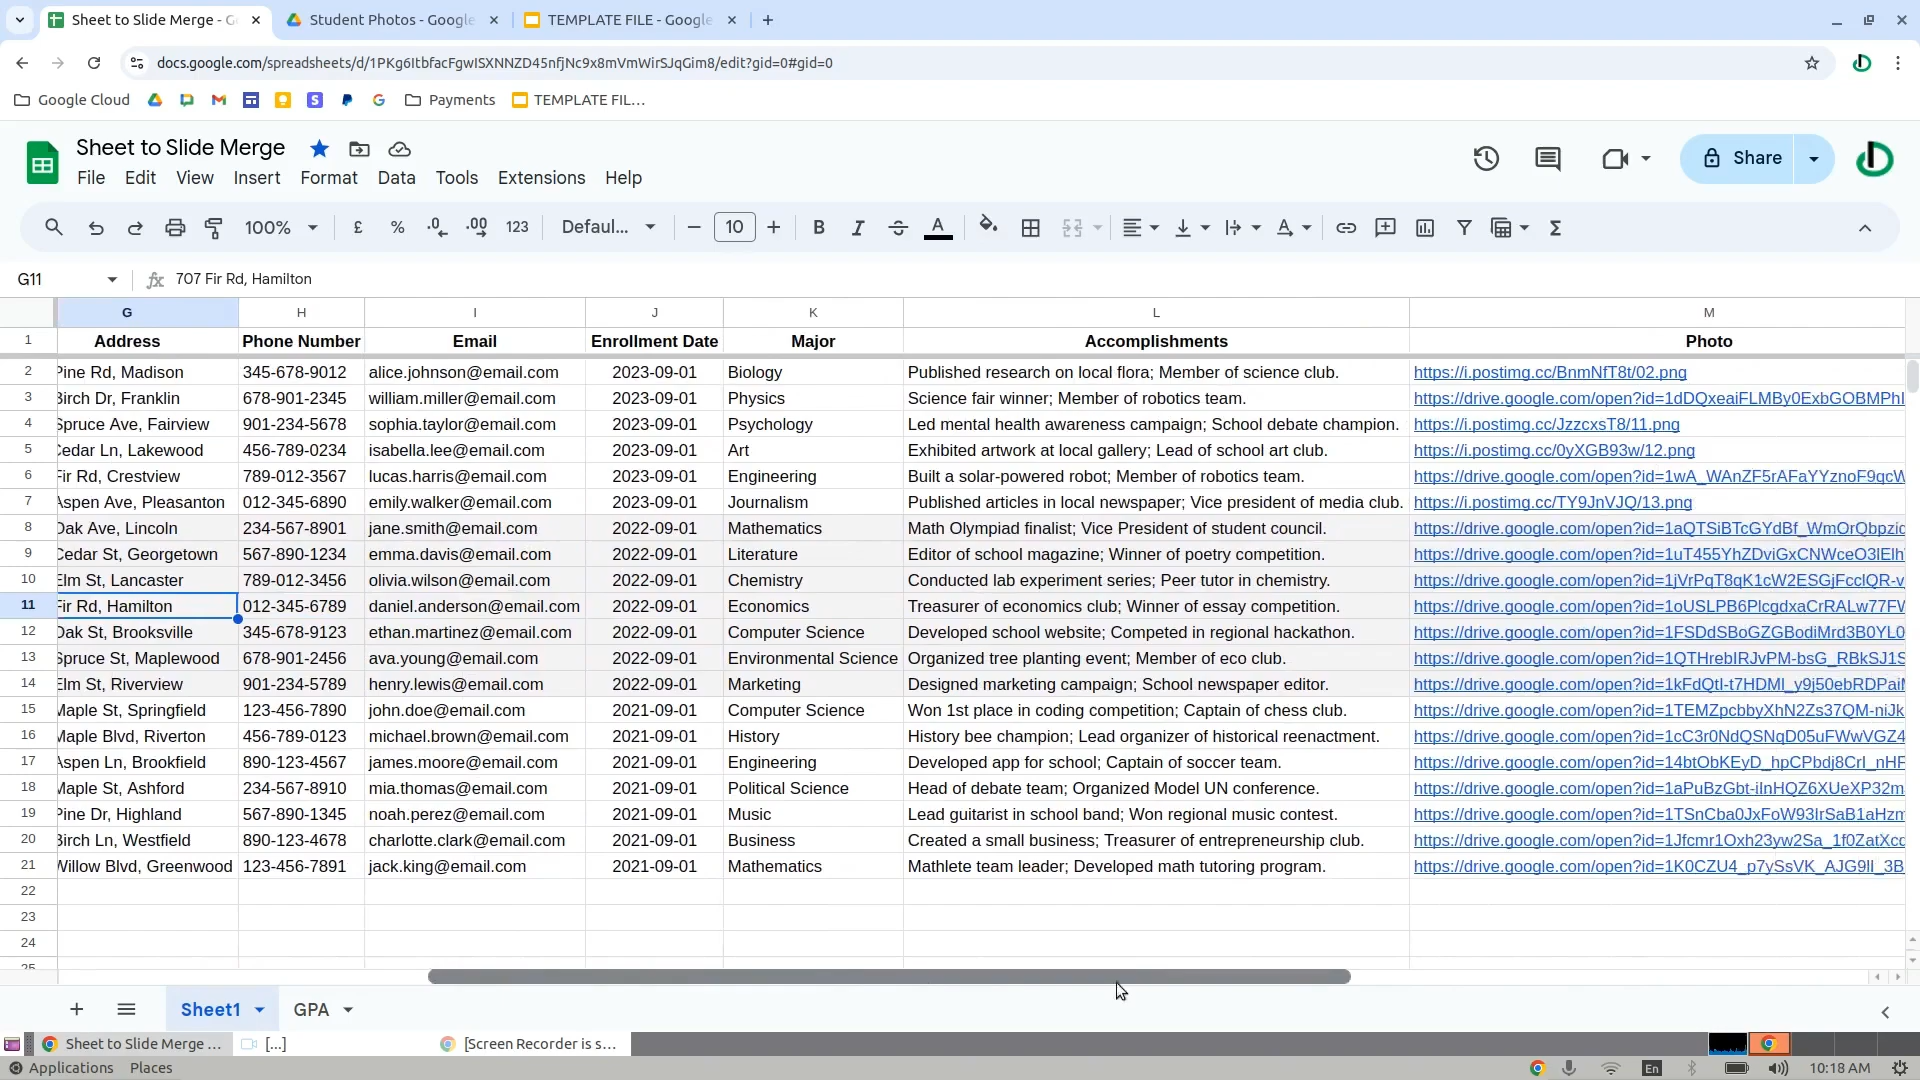 Sheet to Slide Merge - G
Student Photos - Google
TEMPLATE FILE - Google
docs.google.com/spreadsheets/d/1PKg6ItbfacFgwISXNNZD45nfjNc9x8mVmWirSJqGim8/edit?gid=0#gid=0
Google Cloud
Payments
TEMPLATE FIL...
Sheet to Slide Merge
File Edit View Insert Format Data Tools Extensions Help
Share
100% £ % .0 .00 123 Defaul... 10 B I A
G11 fx 707 Fir Rd, Hamilton
G H I J K L M
1 Address Phone Number Email Enrollment Date Major Accomplishments Photo
2 Pine Rd, Madison 345-678-9012 alice.johnson@email.com 2023-09-01 Biology Published research on local flora; Member of science club. https://i.postimg.cc/BnmNfT8t/02.png
3 Birch Dr, Franklin 678-901-2345 william.miller@email.com 2023-09-01 Physics Science fair winner; Member of robotics team. https://drive.google.com/open?id=1dDQxeaiFLMBy0ExbGOBMPhI
4 Spruce Ave, Fairview 901-234-5678 sophia.taylor@email.com 2023-09-01 Psychology Led mental health awareness campaign; School debate champion. https://i.postimg.cc/JzzcxsT8/11.png
5 Cedar Ln, Lakewood 456-789-0234 isabella.lee@email.com 2023-09-01 Art Exhibited artwork at local gallery; Lead of school art club. https://i.postimg.cc/0yXGB93w/12.png
6 Fir Rd, Crestview 789-012-3567 lucas.harris@email.com 2023-09-01 Engineering Built a solar-powered robot; Member of robotics team. https://drive.google.com/open?id=1wA_WAnZF5rAFaYYznoF9qcW
7 Aspen Ave, Pleasanton 012-345-6890 emily.walker@email.com 2023-09-01 Journalism Published articles in local newspaper; Vice president of media club. https://i.postimg.cc/TY9JnVJQ/13.png
8 Oak Ave, Lincoln 234-567-8901 jane.smith@email.com 2022-09-01 Mathematics Math Olympiad finalist; Vice President of student council. https://drive.google.com/open?id=1aQTSiBTcGYdBf_WmOrQbpzic
9 Cedar St, Georgetown 567-890-1234 emma.davis@email.com 2022-09-01 Literature Editor of school magazine; Winner of poetry competition. https://drive.google.com/open?id=1uT455YhZDviGxCNWceO3lElh
10 Elm St, Lancaster 789-012-3456 olivia.wilson@email.com 2022-09-01 Chemistry Conducted lab experiment series; Peer tutor in chemistry. https://drive.google.com/open?id=1jVrPqT8qK1cW2ESGjFcclQR-v
11 Fir Rd, Hamilton 012-345-6789 daniel.anderson@email.com 2022-09-01 Economics Treasurer of economics club; Winner of essay competition. https://drive.google.com/open?id=1oUSLPB6PlcgdxaCrRALw77FW
12 Oak St, Brooksville 345-678-9123 ethan.martinez@email.com 2022-09-01 Computer Science Developed school website; Competed in regional hackathon. https://drive.google.com/open?id=1FSDdSBoGZGBodiMrd3B0YL0
13 Spruce St, Maplewood 678-901-2456 ava.young@email.com 2022-09-01 Environmental Science Organized tree planting event; Member of eco club. https://drive.google.com/open?id=1QTHrebIRJvPM-bsG_RBkSJ1S
14 Elm St, Riverview 901-234-5789 henry.lewis@email.com 2022-09-01 Marketing Designed marketing campaign; School newspaper editor. https://drive.google.com/open?id=1kFdQtI-t7HDMl_y9j50ebRDPaiM
15 Maple St, Springfield 123-456-7890 john.doe@email.com 2021-09-01 Computer Science Won 1st place in coding competition; Captain of chess club. https://drive.google.com/open?id=1TEMZpcbbyXhN2Zs37QM-niJk
16 Maple Blvd, Riverton 456-789-0123 michael.brown@email.com 2021-09-01 History History bee champion; Lead organizer of historical reenactment. https://drive.google.com/open?id=1cC3r0NdQSNqD05uFWwVGZ4
17 Aspen Ln, Brookfield 890-123-4567 james.moore@email.com 2021-09-01 Engineering Developed app for school; Captain of soccer team. https://drive.google.com/open?id=14btObKEyD_hpCPbdj8CrI_nHF
18 Maple St, Ashford 234-567-8910 mia.thomas@email.com 2021-09-01 Political Science Head of debate team; Organized Model UN conference. https://drive.google.com/open?id=1aPuBzGbt-iInHQZ6XUeXP32m
19 Pine Dr, Highland 567-890-1345 noah.perez@email.com 2021-09-01 Music Lead guitarist in school band; Won regional music contest. https://drive.google.com/open?id=1TSnCba0JxFoW93IrSaB1aHzm
20 Birch Ln, Westfield 890-123-4678 charlotte.clark@email.com 2021-09-01 Business Created a small business; Treasurer of entrepreneurship club. https://drive.google.com/open?id=1Jfcmr1Oxh23yw2Sa_1f0ZatXcc
21 Willow Blvd, Greenwood 123-456-7891 jack.king@email.com 2021-09-01 Mathematics Mathlete team leader; Developed math tutoring program. https://drive.google.com/open?id=1K0CZU4_p7ySsVK_AJG9lI_3B
22
23
24
25
Sheet1 GPA
Sheet to Slide Merge ... [...] [Screen Recorder is s...
Applications Places En 10:18 AM